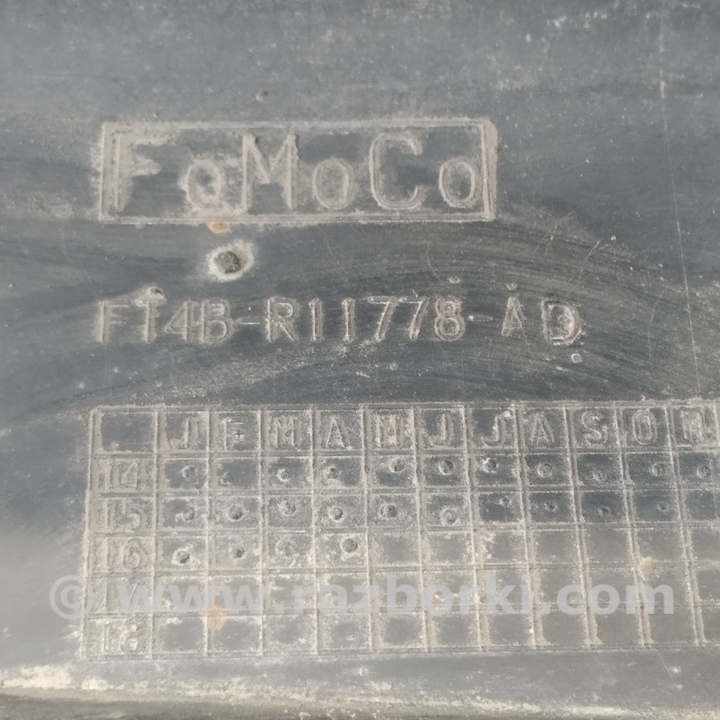 FoMoCo
FT4B-R11778-AD
J F M A M J J A S O N
14
15
16
17
© www.razborki.com
18